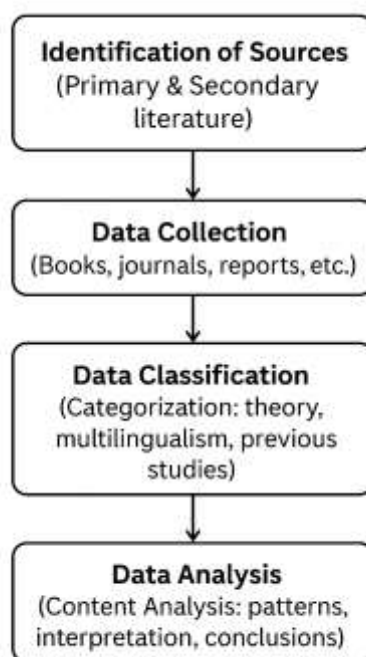 Identification of Sources
(Primary & Secondary
literature)
Data Collection
(Books, journals, reports, etc.)
Data Classification
(Categorization: theory,
multilingualism, previous
studies)
Data Analysis
(Content Analysis: patterns,
interpretation, conclusions)